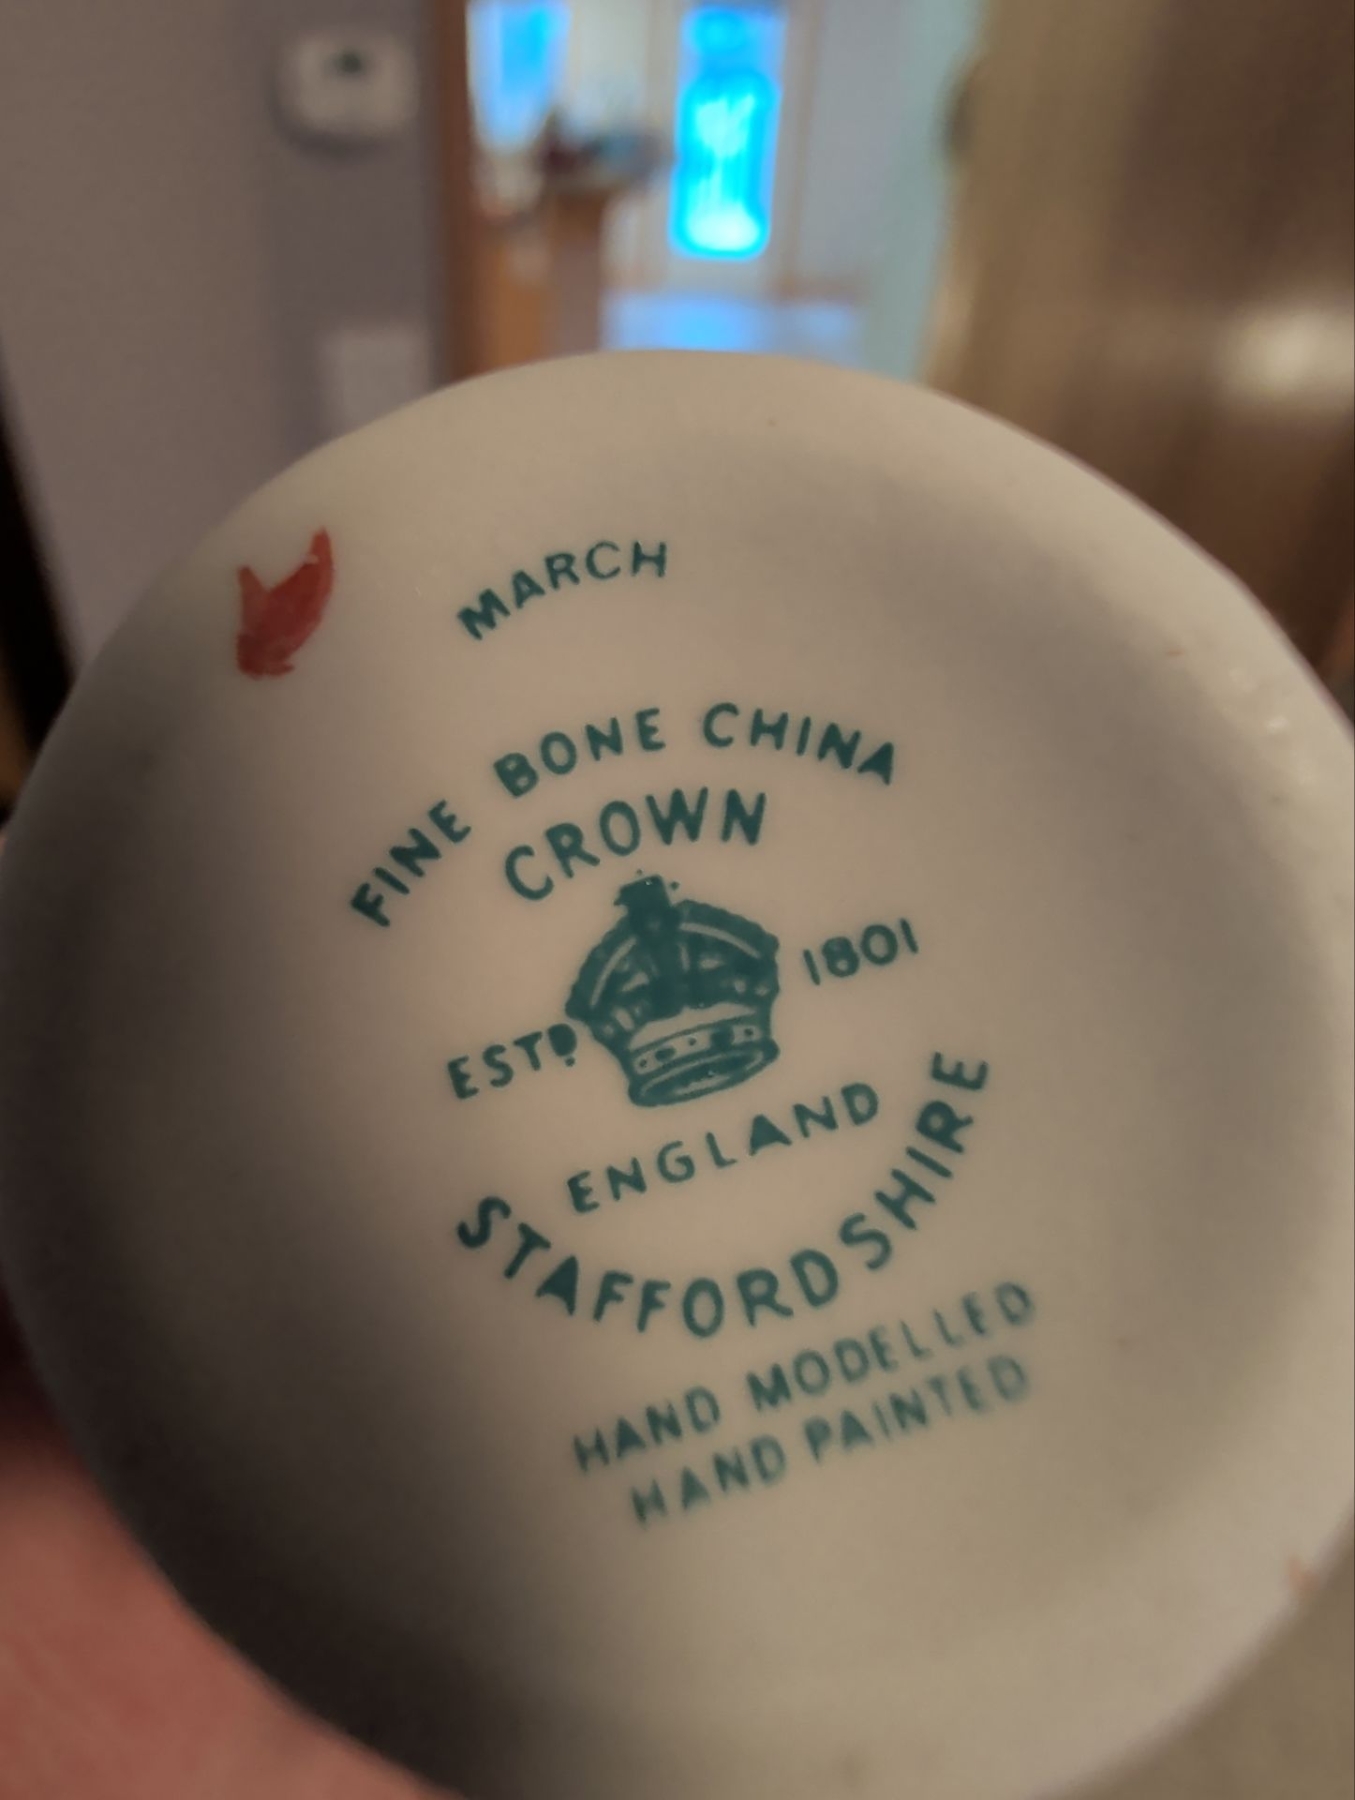 MARCH
FINE BONE CHINA
CROWN
ESTD 1801
ENGLAND
STAFFORDSHIRE
HAND MODELLED
HAND PAINTED